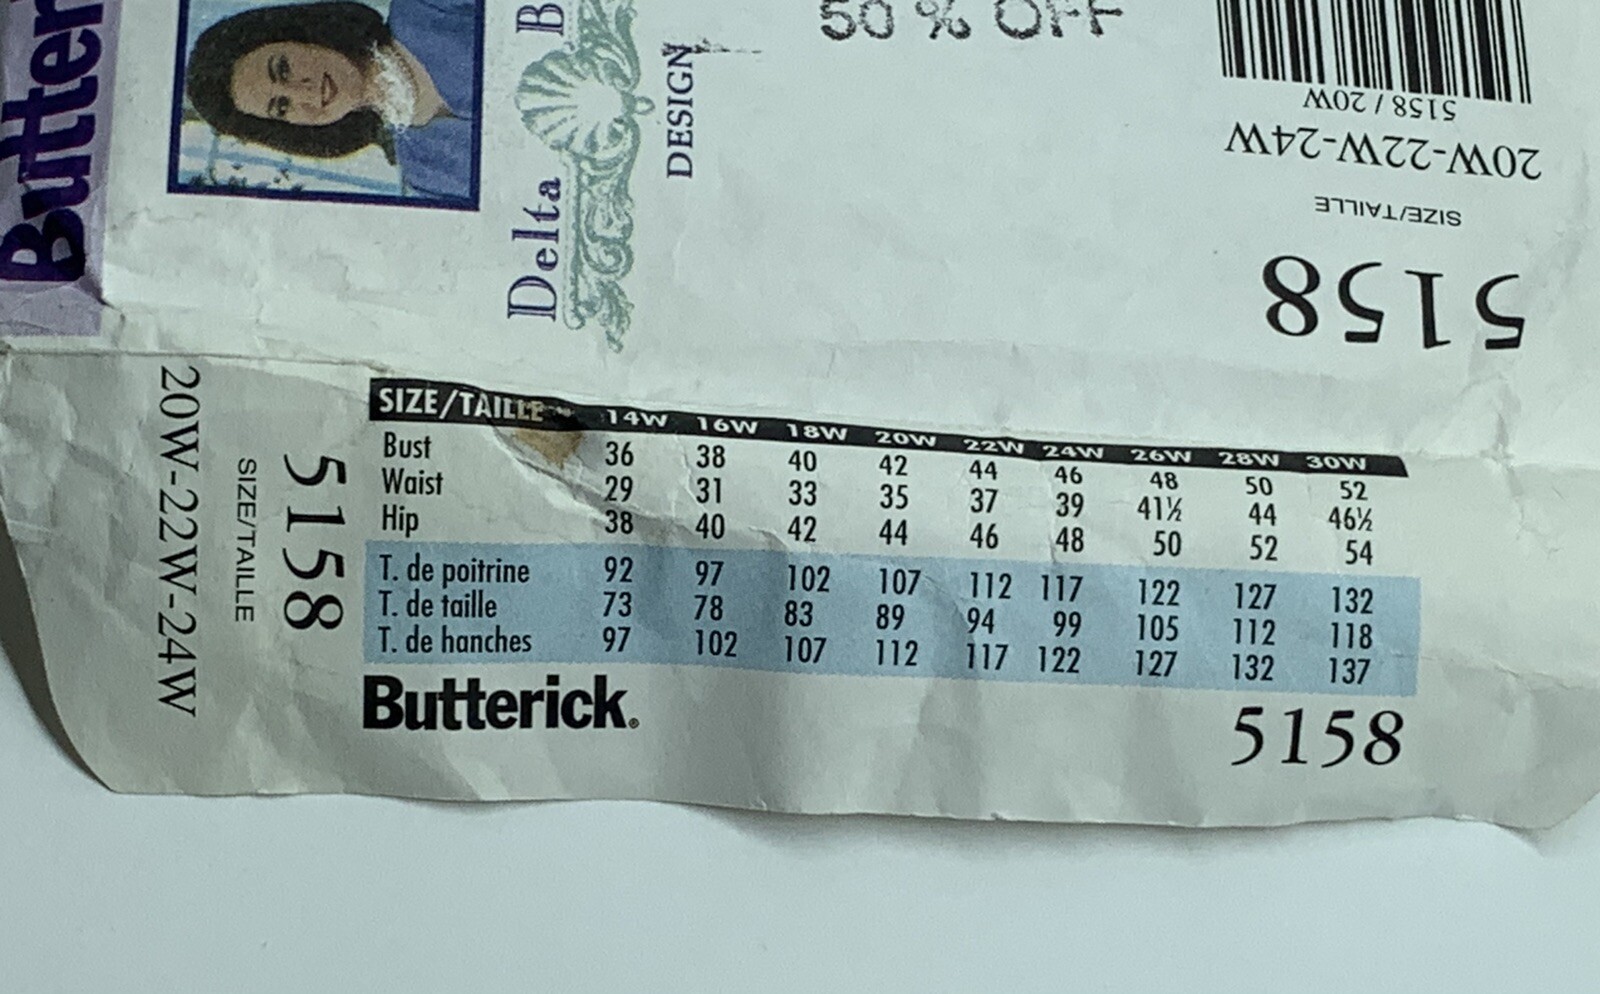 Butter
Delta B
DESIGN
50 % OFF
5158 / 20W
20W-22W-24W
SIZE/TAILLE
5158
20W-22W-24W
SIZE/TAILLE
5158
SIZE/TAILLE 14W 16W 18W 20W 22W 24W 26W 28W 30W
Bust 36 38 40 42 44 46 48 50 52
Waist 29 31 33 35 37 39 41½ 44 46½
Hip 38 40 42 44 46 48 50 52 54
T. de poitrine 92 97 102 107 112 117 122 127 132
T. de taille 73 78 83 89 94 99 105 112 118
T. de hanches 97 102 107 112 117 122 127 132 137
Butterick®
5158